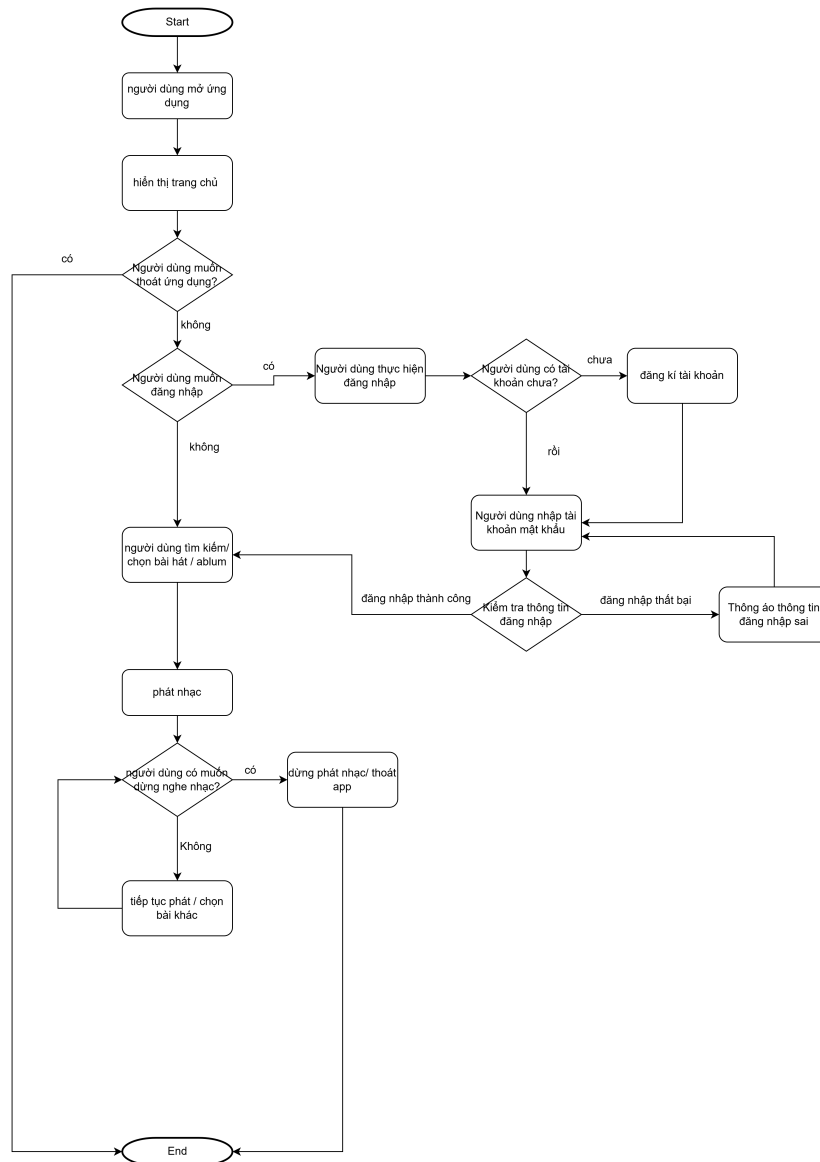 Start
người dùng mở ứng
dụng
hiển thị trang chủ
có
Người dùng muốn
thoát ứng dụng?
không
Người dùng muốn
đăng nhập
có
Người dùng thực hiện
đăng nhập
Người dùng có tài
khoản chưa?
chưa
đăng kí tài khoản
không
rồi
Người dùng nhập tài
khoản mật khẩu
người dùng tìm kiếm/
chọn bài hát / ablum
đăng nhập thành công
Kiểm tra thông tin
đăng nhập
đăng nhập thất bại
Thông áo thông tin
đăng nhập sai
phát nhạc
người dùng có muốn
dừng nghe nhạc?
có
dừng phát nhạc/ thoát
app
Không
tiếp tục phát / chọn
bài khác
End